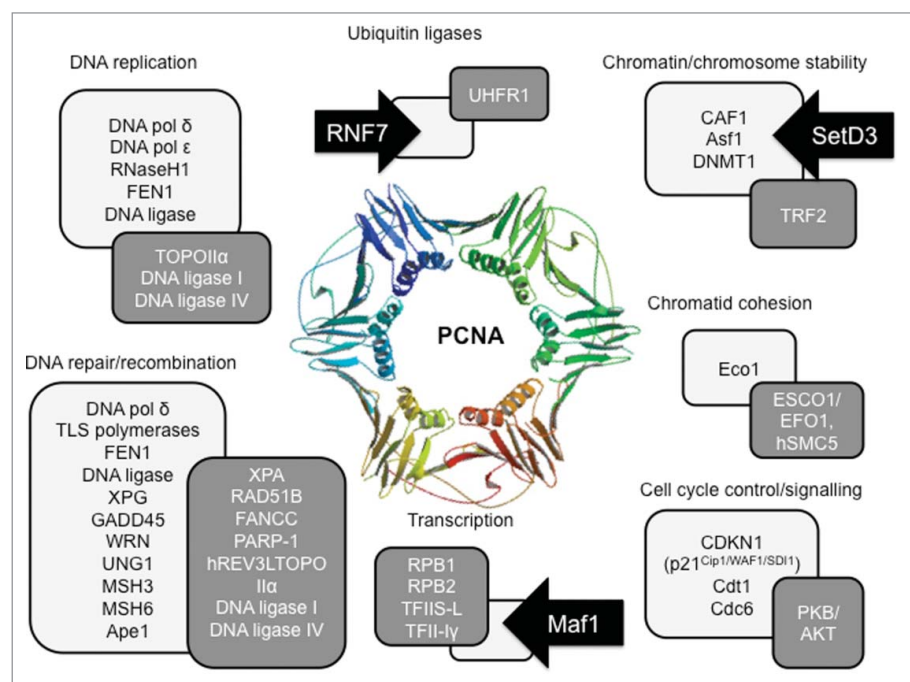 Ubiquitin ligases
DNA replication
Chromatin/chromosome stability
UHFR1
RNF7
DNA pol δ
DNA pol ε
RNaseH1
FEN1
DNA ligase
CAF1
Asf1
DNMT1
SetD3
TRF2
TOPOIIα
DNA ligase I
DNA ligase IV
PCNA
Chromatid cohesion
Eco1
ESCO1/
EFO1,
hSMC5
DNA repair/recombination
DNA pol δ
TLS polymerases
FEN1
DNA ligase
XPG
GADD45
WRN
UNG1
MSH3
MSH6
Ape1
XPA
RAD51B
FANCC
PARP-1
hREV3LTOPO
IIα
DNA ligase I
DNA ligase IV
Transcription
RPB1
RPB2
TFIIS-L
TFII-Iγ
Maf1
Cell cycle control/signalling
CDKN1
(p21Cip1/WAF1/SDI1)
Cdt1
Cdc6
PKB/
AKT